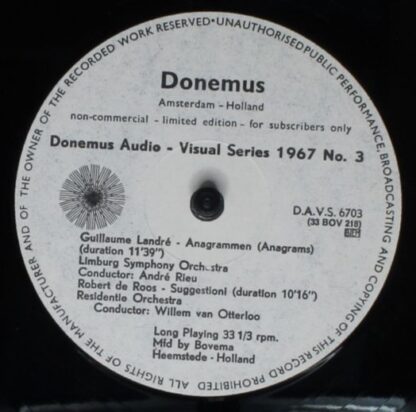 ALL RIGHTS OF THE MANUFACTURER AND OF THE OWNER OF THE RECORDED WORK RESERVED • UNAUTHORISED PUBLIC PERFORMANCE, BROADCASTING AND COPYING OF THIS RECORD PROHIBITED
Donemus
Amsterdam - Holland
non-commercial - limited edition - for subscribers only
Donemus Audio - Visual Series 1967 No. 3
D.A.V.S. 6703
(33 BOV 218)
Guillaume Landré - Anagrammen (Anagrams)
(duration 11'39")
Limburg Symphony Orchestra
Conductor: André Rieu
Robert de Roos - Suggestioni (duration 10'16")
Residentie Orchestra
Conductor: Willem van Otterloo
Long Playing 33 1/3 rpm.
Mfd by Bovema
Heemstede - Holland